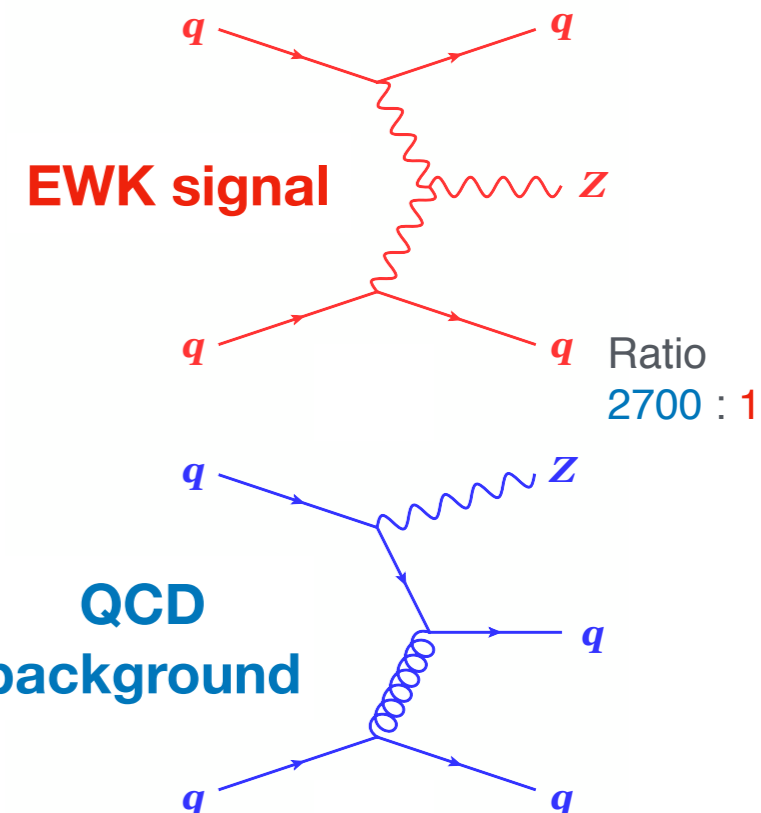 q
q
EWK signal
Z
q
q
Ratio
2700 : 1
q
Z
QCD
background
q
q
q